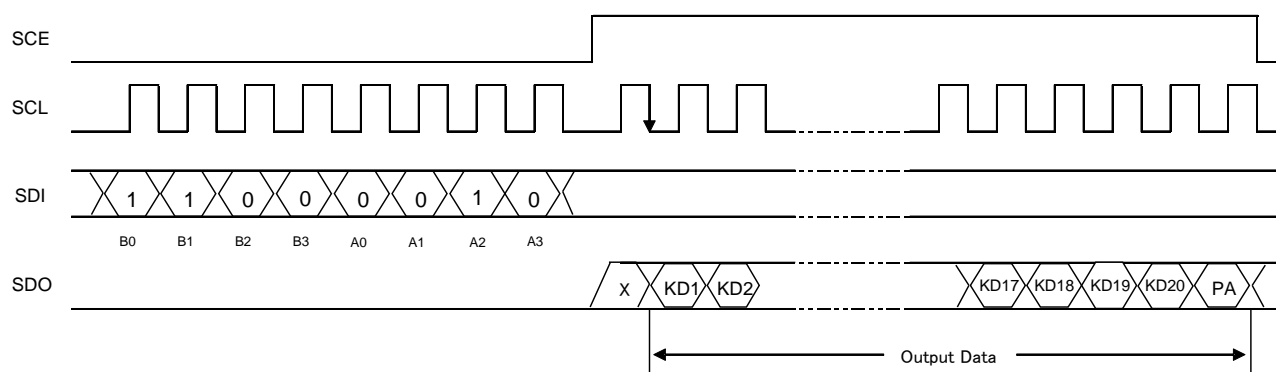 SCE
SCL
SDI 1 1 0 0 0 0 1 0
B0 B1 B2 B3 A0 A1 A2 A3
SDO X KD1 KD2 KD17 KD18 KD19 KD20 PA
Output Data